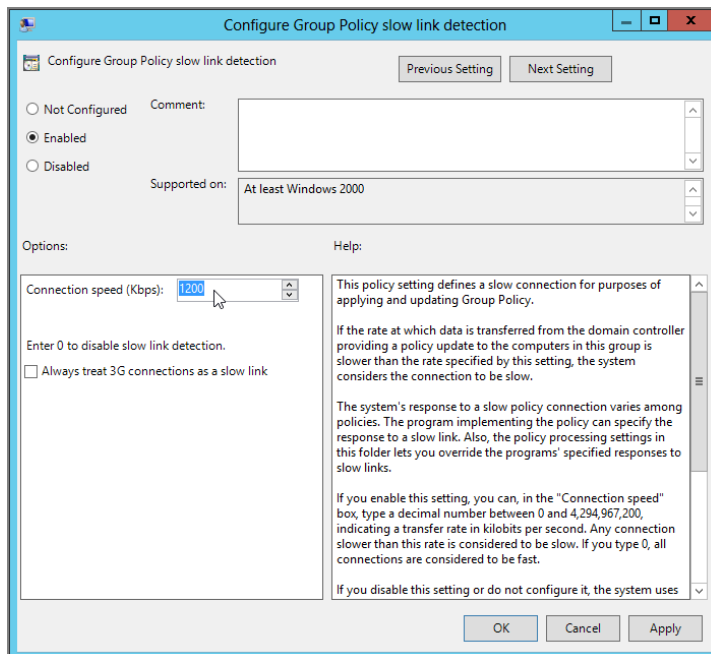 Configure Group Policy slow link detection
Configure Group Policy slow link detection
Previous Setting
Next Setting
Not Configured
Comment:
Enabled
Disabled
Supported on:
At least Windows 2000
Options:
Help:
Connection speed (Kbps):
1200
Enter 0 to disable slow link detection.
Always treat 3G connections as a slow link
This policy setting defines a slow connection for purposes of
applying and updating Group Policy.
If the rate at which data is transferred from the domain controller
providing a policy update to the computers in this group is
slower than the rate specified by this setting, the system
considers the connection to be slow.
The system's response to a slow policy connection varies among
policies. The program implementing the policy can specify the
response to a slow link. Also, the policy processing settings in
this folder lets you override the programs' specified responses to
slow links.
If you enable this setting, you can, in the "Connection speed"
box, type a decimal number between 0 and 4,294,967,200,
indicating a transfer rate in kilobits per second. Any connection
slower than this rate is considered to be slow. If you type 0, all
connections are considered to be fast.
If you disable this setting or do not configure it, the system uses
OK
Cancel
Apply